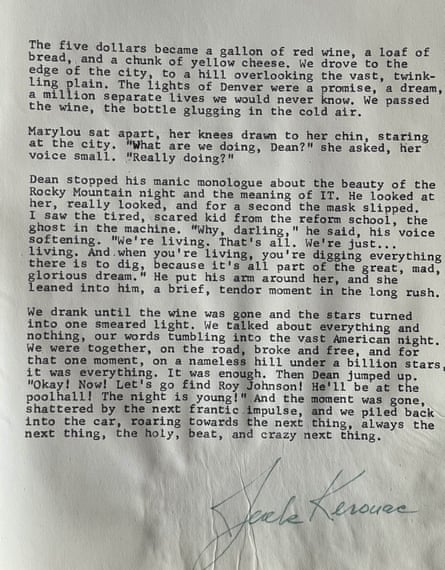 The five dollars became a gallon of red wine, a loaf of
bread, and a chunk of yellow cheese. We drove to the
edge of the city, to a hill overlooking the vast, twink-
ling plain. The lights of Denver were a promise, a dream,
a million separate lives we would never know. We passed
the wine, the bottle glugging in the cold air.
Marylou sat apart, her knees drawn to her chin, staring
at the city. "What are we doing, Dean?" she asked, her
voice small. "Really doing?"
Dean stopped his manic monologue about the beauty of the
Rocky Mountain night and the meaning of IT. He looked at
her, really looked, and for a second the mask slipped.
I saw the tired, scared kid from the reform school, the
ghost in the machine. "Why, darling," he said, his voice
softening. "We're living. That's all. We're just...
living. And when you're living, you're digging everything
there is to dig, because it's all part of the great, mad,
glorious dream." He put his arm around her, and she
leaned into him, a brief, tendor moment in the long rush.
We drank until the wine was gone and the stars turned
into one smeared light. We talked about everything and
nothing, our words tumbling into the vast American night.
We were together, on the road, broke and free, and for
that one moment, on a nameless hill under a billion stars,
it was everything. It was enough. Then Dean jumped up.
"Okay! Now! Let's go find Roy Johnson! He'll be at the
poolhall! The night is young!" And the moment was gone,
shattered by the next frantic impulse, and we piled back
into the car, roaring towards the next thing, always the
next thing, the holy, beat, and crazy next thing.
Jack Kerouac